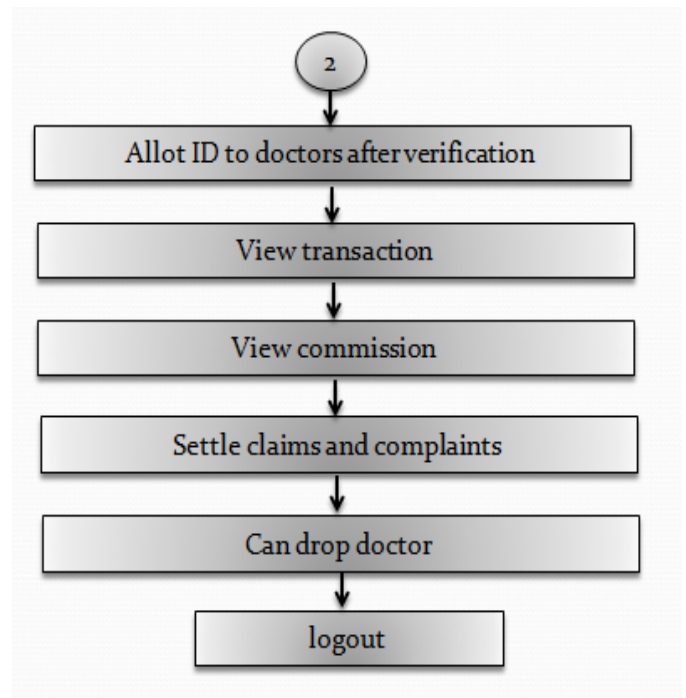 2
Allot ID to doctors after verification
View transaction
View commission
Settle claims and complaints
Can drop doctor
logout